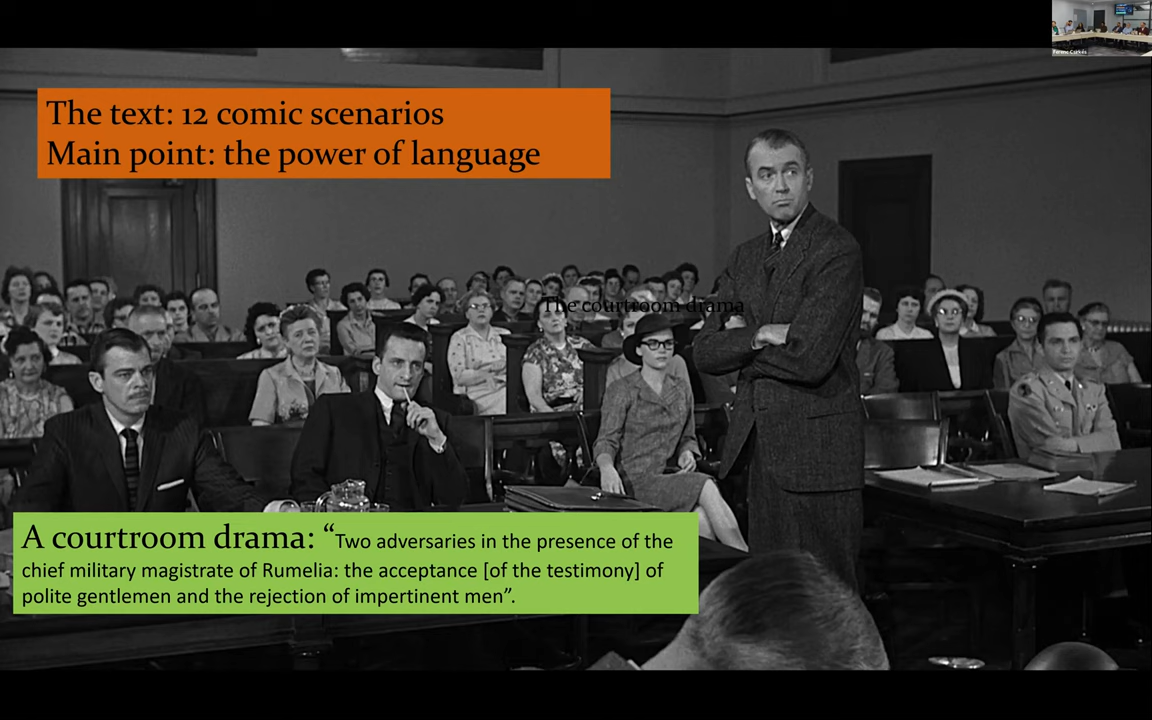 The text: 12 comic scenarios
Main point: the power of language
The courtroom drama
A courtroom drama: “Two adversaries in the presence of the
chief military magistrate of Rumelia: the acceptance [of the testimony] of
polite gentlemen and the rejection of impertinent men”.